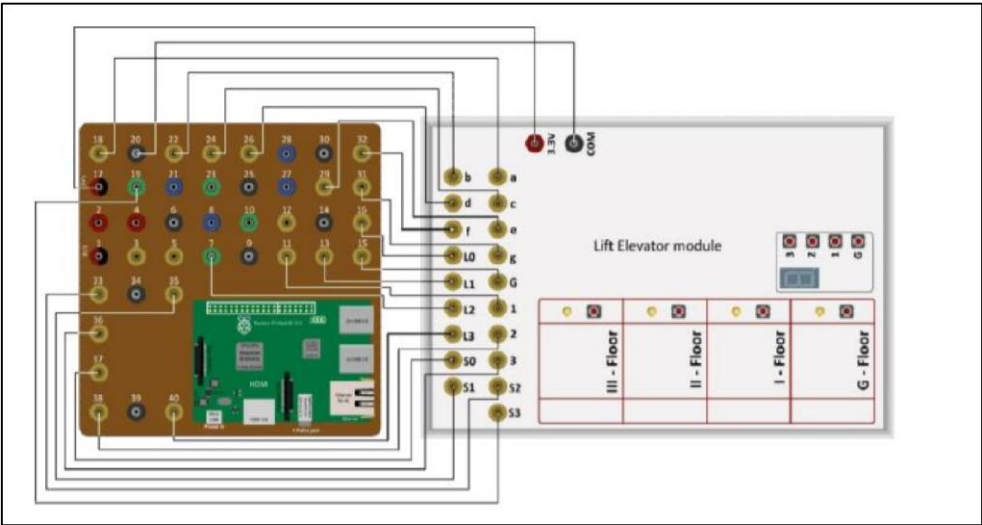 18 20 22 24 26 28 30 32
17 19 21 23 25 27 29 31
2 4 6 8 10 12 14 16
1 3 5 7 9 11 13 15
33 34 35
36
37
38 39 40
HDMI
3.3V COM
b a
d c
f e
L0 g
L1 G
L2 1
L3 2
S0 3
S1 S2
S3
Lift Elevator module
3 2 1 G
III - Floor
II - Floor
I - Floor
G - Floor